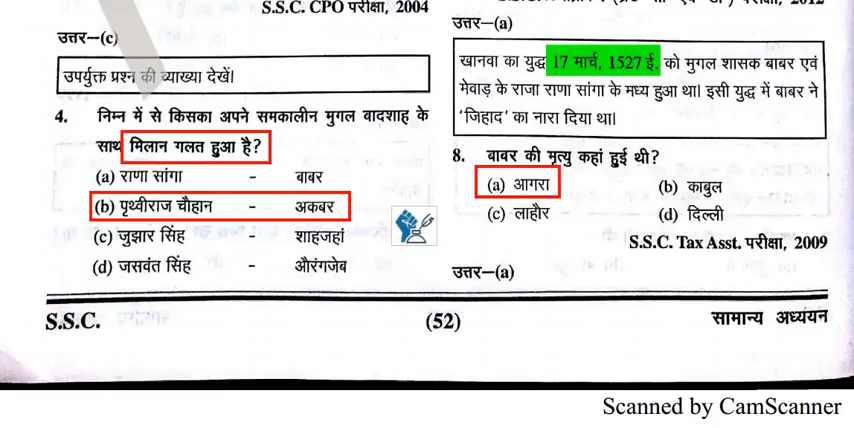 S.S.C. CPO परीक्षा, 2004
उत्तर–(c)
उपर्युक्त प्रश्न की व्याख्या देखें।
4. निम्न में से किसका अपने समकालीन मुगल बादशाह के
साथ मिलान गलत हुआ है?
(a) राणा सांगा - बाबर
(b) पृथ्वीराज चौहान - अकबर
(c) जुझार सिंह - शाहजहां
(d) जसवंत सिंह - औरंगजेब
उत्तर–(a)
खानवा का युद्ध 17 मार्च, 1527 ई. को मुगल शासक बाबर एवं
मेवाड़ के राजा राणा सांगा के मध्य हुआ था। इसी युद्ध में बाबर ने
'जिहाद' का नारा दिया था।
8. बाबर की मृत्यु कहां हुई थी?
(a) आगरा (b) काबुल
(c) लाहौर (d) दिल्ली
S.S.C. Tax Asst. परीक्षा, 2009
उत्तर–(a)
S.S.C. (52) सामान्य अध्ययन
Scanned by CamScanner